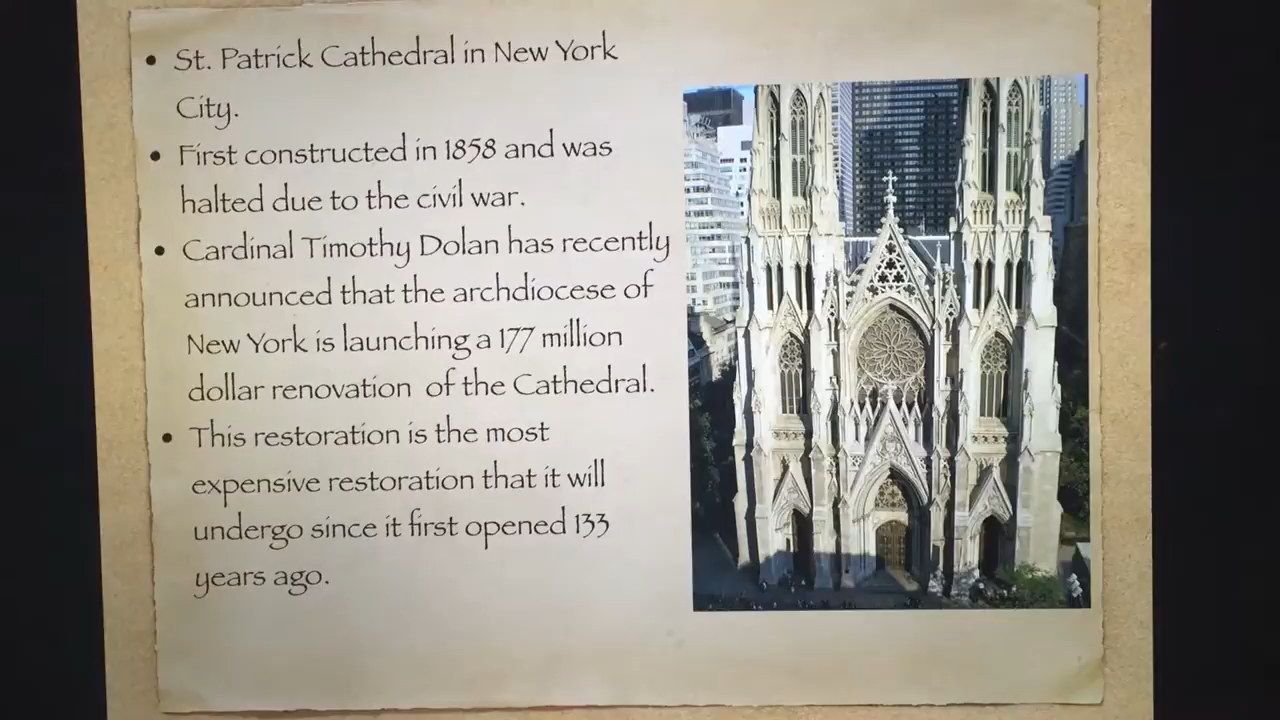 • St. Patrick Cathedral in New York
City.
• First constructed in 1858 and was
halted due to the civil war.
• Cardinal Timothy Dolan has recently
announced that the archdiocese of
New York is launching a 177 million
dollar renovation of the Cathedral.
• This restoration is the most
expensive restoration that it will
undergo since it first opened 133
years ago.